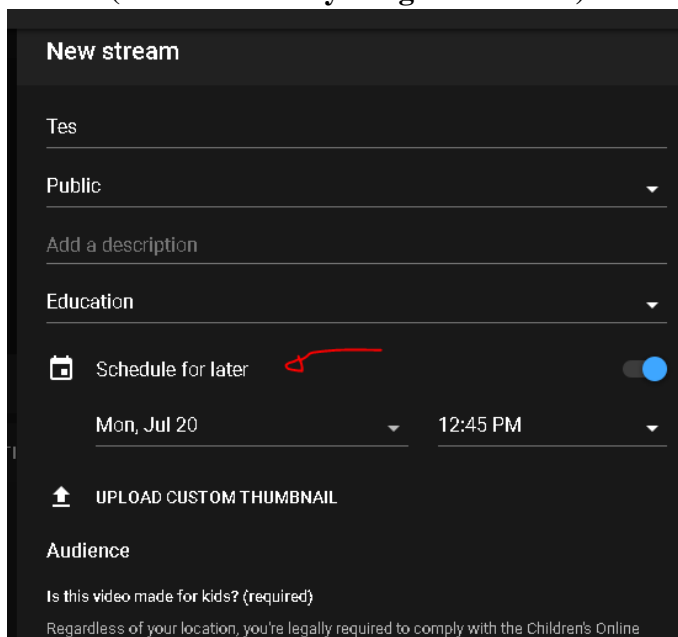 New stream
Tes
Public
Add a description
Education
Schedule for later
Mon, Jul 20 12:45 PM
UPLOAD CUSTOM THUMBNAIL
Audience
Is this video made for kids? (required)
Regardless of your location, you're legally required to comply with the Children's Online